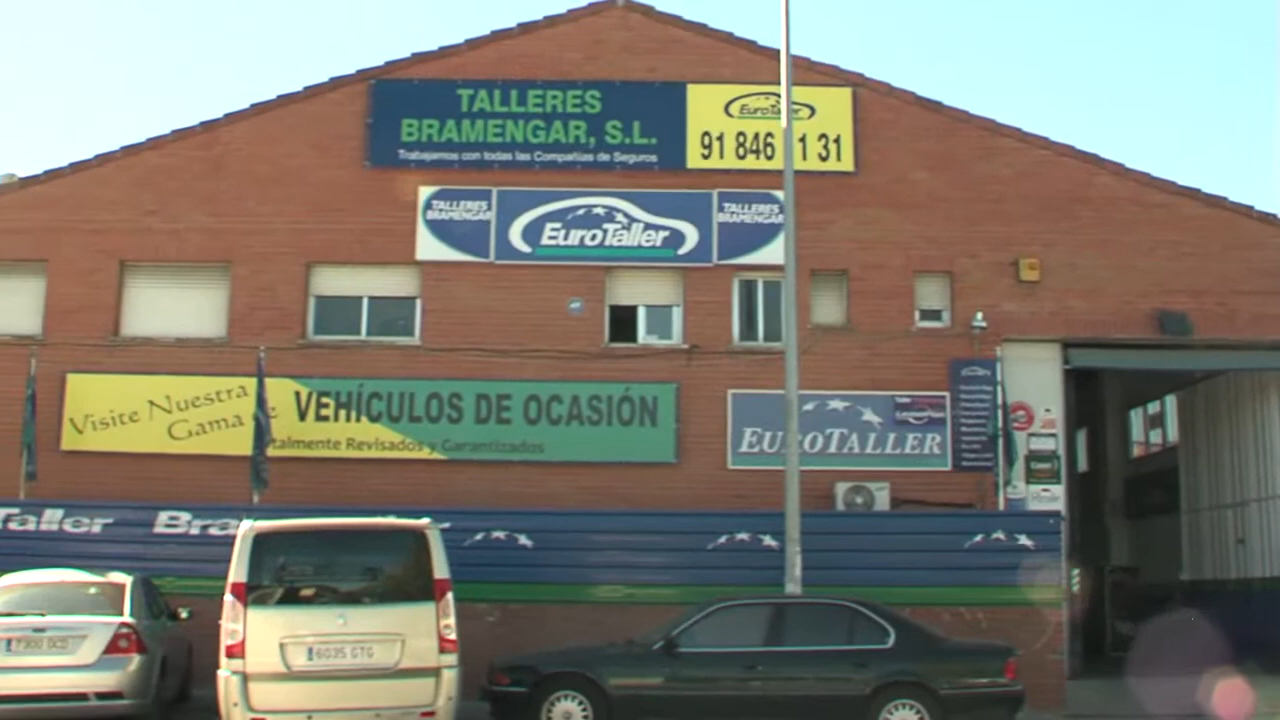 TALLERES
BRAMENGAR, S.L.
Trabajamos con todas las Compañías de Seguros
EuroTaller
91 846 1 31
TALLERES
BRAMENGAR
EuroTaller
TALLERES
BRAMENGAR
Visite Nuestra
Gama
VEHÍCULOS DE OCASIÓN
talmente Revisados y Garantizados
EUROTALLER
Taller Bra
6035 GTG